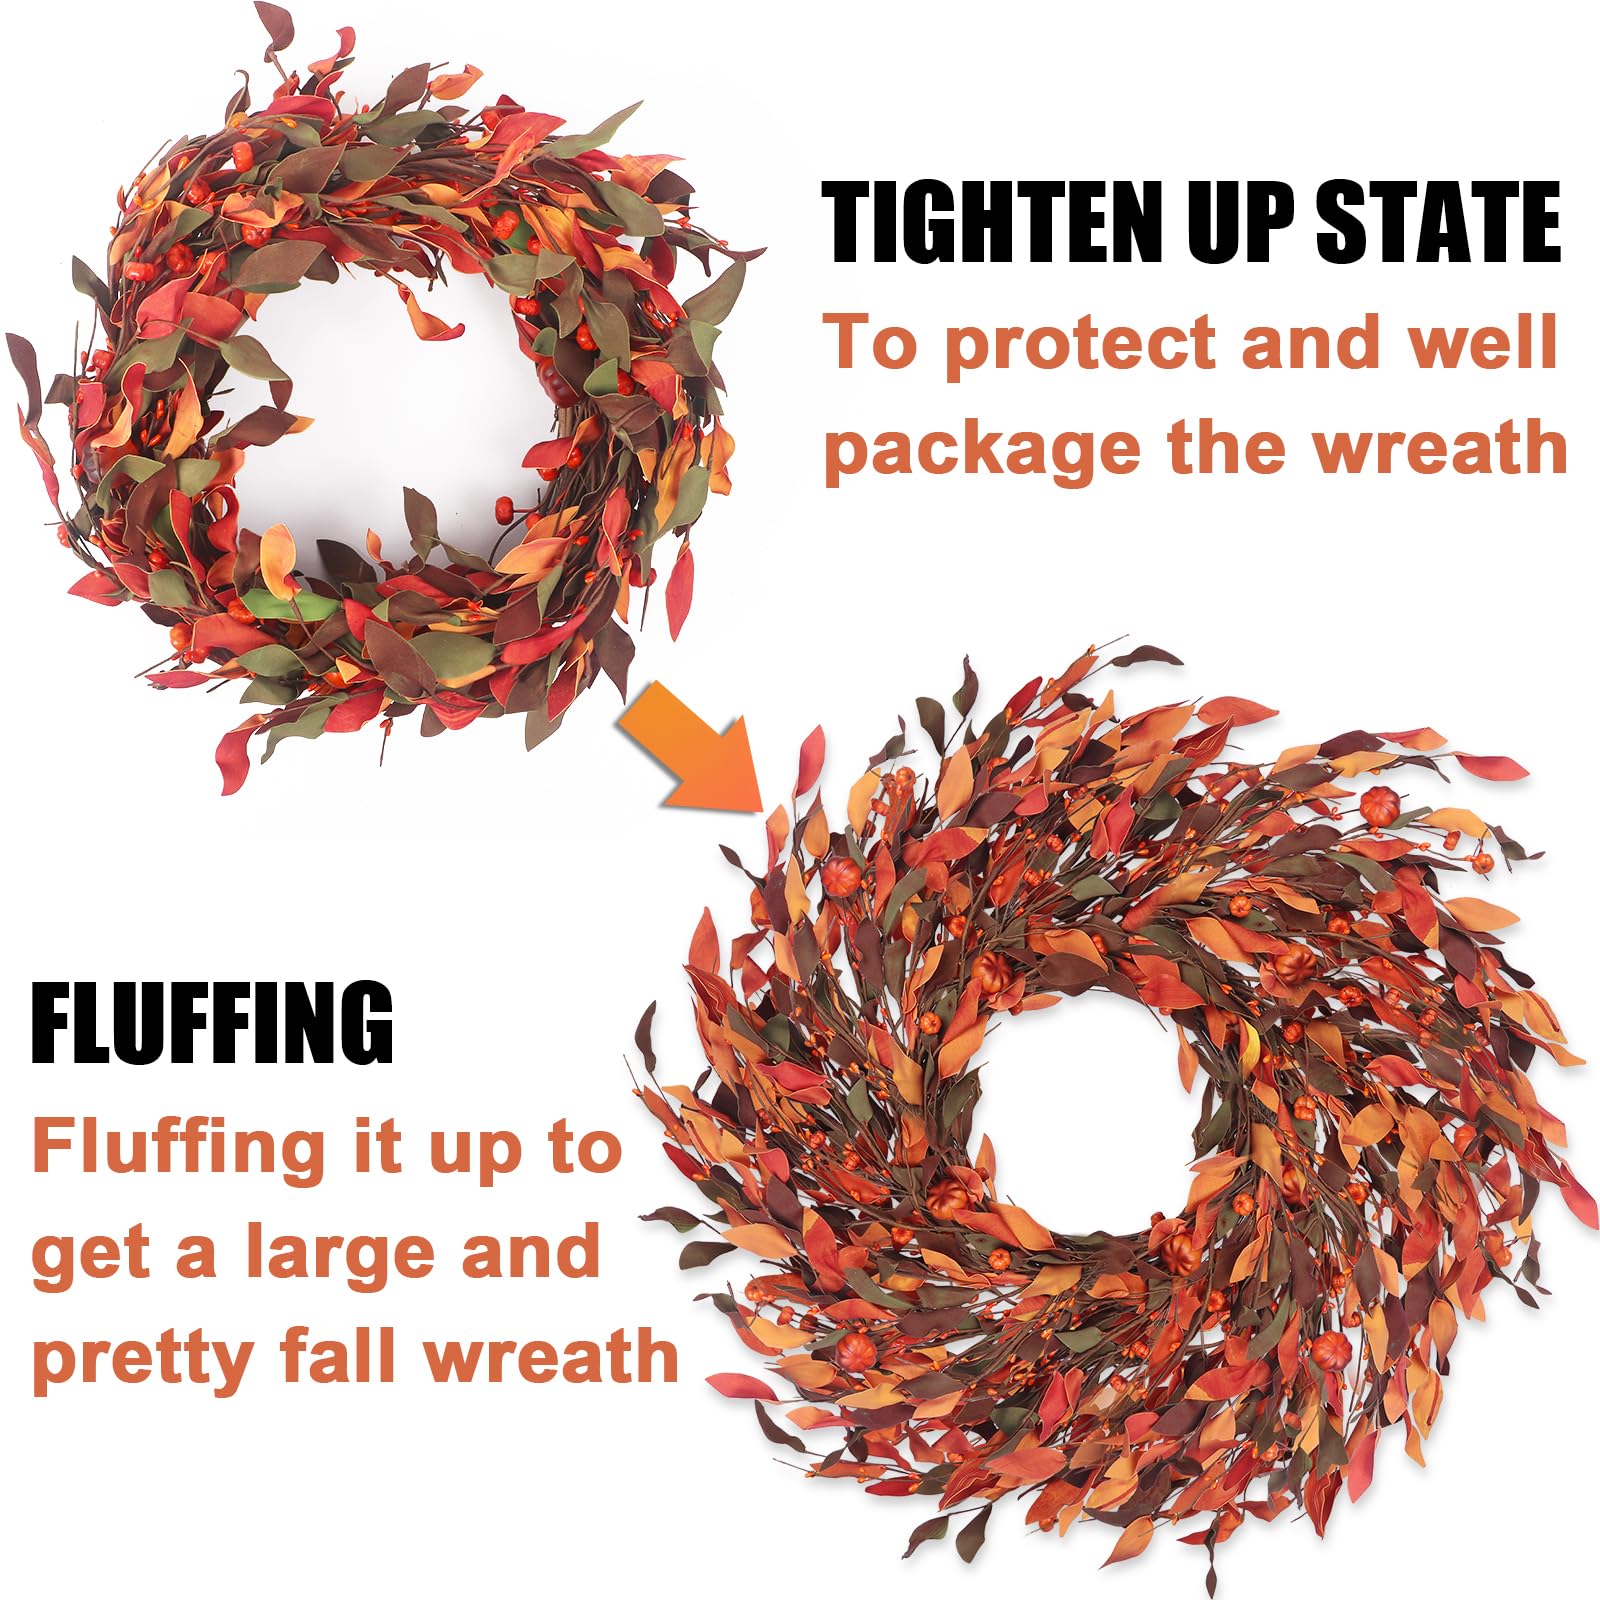 TIGHTEN UP STATE
To protect and well
package the wreath
FLUFFING
Fluffing it up to
get a large and
pretty fall wreath